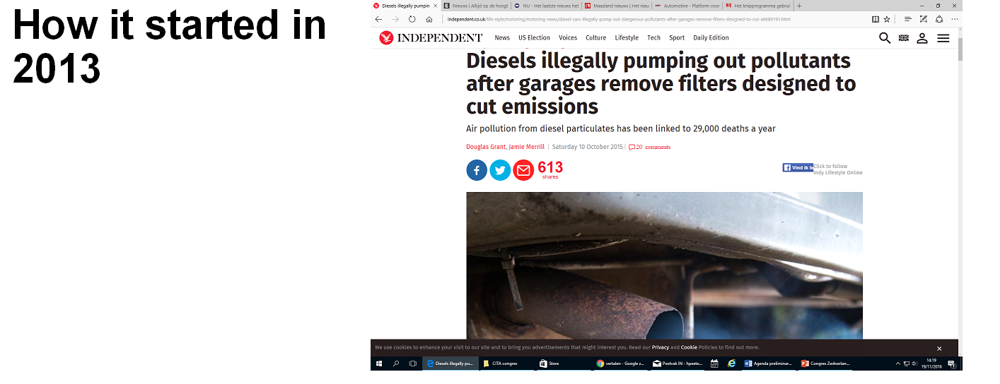 How it started in
2013
Diesels illegally pumpin
Nieuws | Altijd op de hoogt
NU - Het laatste nieuws het
Maasland nieuws | Het nieu
Automotive - Platform voor
Het knipprogramma gebrui
independent.co.uk/life-style/motoring/motoring-news/diesel-cars-illegally-pump-out-dangerous-pollutants-after-garages-remove-filters-designed-to-cut-a6689191.html
INDEPENDENT News US Election Voices Culture Lifestyle Tech Sport Daily Edition
Diesels illegally pumping out pollutants
after garages remove filters designed to
cut emissions
Air pollution from diesel particulates has been linked to 29,000 deaths a year
Douglas Grant, Jamie Merrill | Saturday 10 October 2015 | 20 comments
613
shares
Vind ik le
Click to follow
Indy Lifestyle Online
We use cookies to enhance your visit to our site and to bring you advertisements that might interest you. Read our Privacy and Cookie Policies to find out more.
Diesels illegally pu...
CITA congres
Store
vertalen - Google z...
Postvak IN - hpeete...
Agenda preliminar...
Congres Zwitserlan...
14:19
19/11/2016